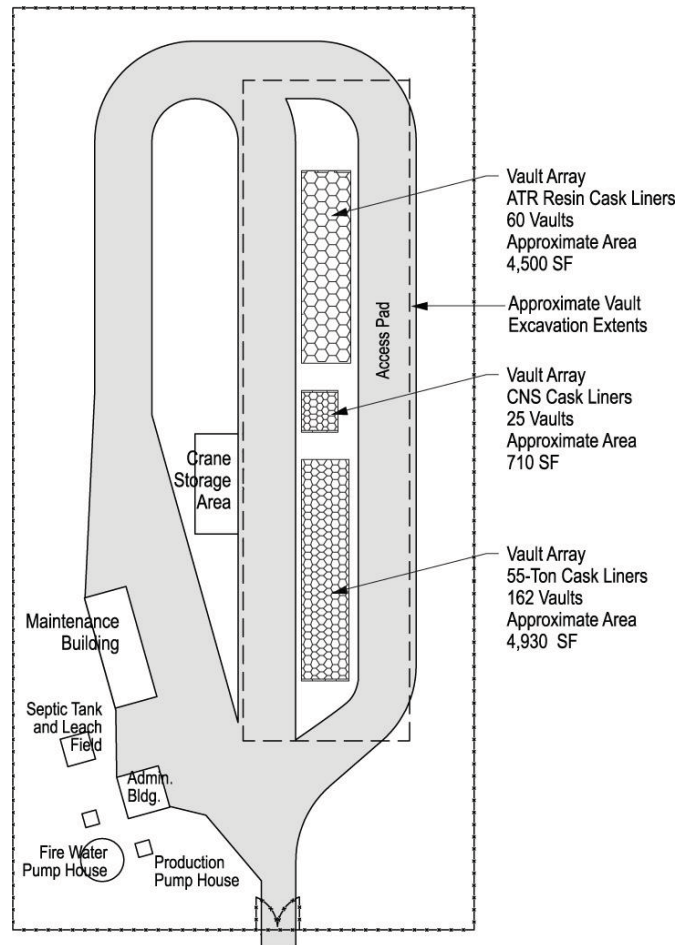 Vault Array
ATR Resin Cask Liners
60 Vaults
Approximate Area
4,500 SF
Approximate Vault
Excavation Extents
Access Pad
Vault Array
CNS Cask Liners
25 Vaults
Approximate Area
710 SF
Crane
Storage
Area
Vault Array
55-Ton Cask Liners
162 Vaults
Approximate Area
4,930 SF
Maintenance
Building
Septic Tank
and Leach
Field
Admin.
Bldg.
Fire Water
Pump House
Production
Pump House